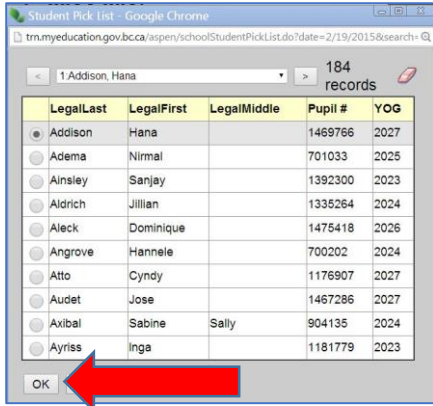 Student Pick List - Google Chrome
trn.myeducation.gov.bc.ca/aspen/schoolStudentPickList.do?date=2/19/2015&search=
< 1:Addison, Hana > 184 records
LegalLast LegalFirst LegalMiddle Pupil # YOG
Addison Hana 1469766 2027
Adema Nirmal 701033 2025
Ainsley Sanjay 1392300 2023
Aldrich Jillian 1335264 2024
Aleck Dominique 1475418 2026
Angrove Hannele 700202 2024
Atto Cyndy 1176907 2027
Audet Jose 1467286 2027
Axibal Sabine Sally 904135 2024
Ayriss Inga 1181779 2023
OK